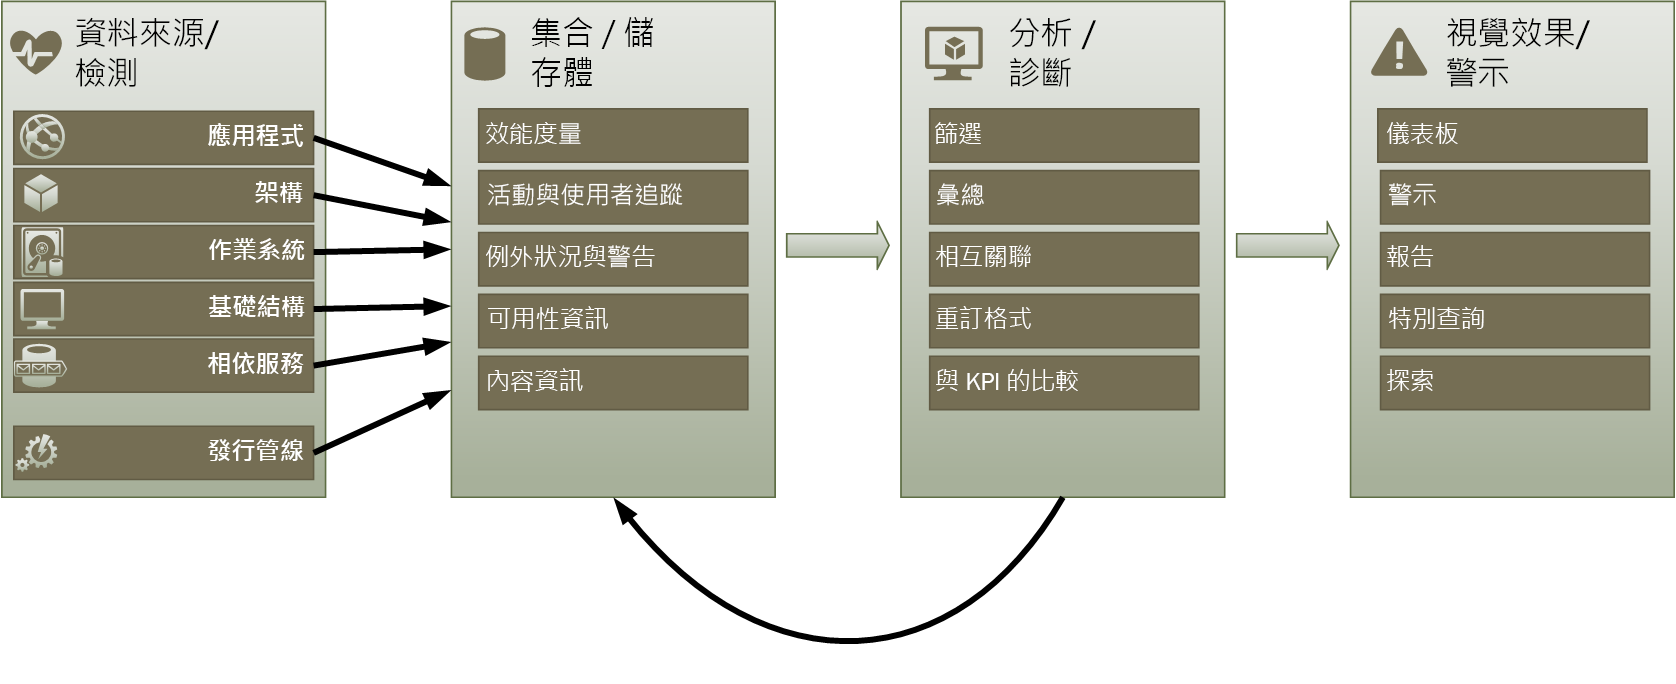 資料來源/
檢測
應用程式
架構
作業系統
基礎結構
相依服務
發行管線
集合 / 儲
存體
效能度量
活動與使用者追蹤
例外狀況與警告
可用性資訊
內容資訊
分析 /
診斷
篩選
彙總
相互關聯
重訂格式
與 KPI 的比較
視覺效果/
警示
儀表板
警示
報告
特別查詢
探索